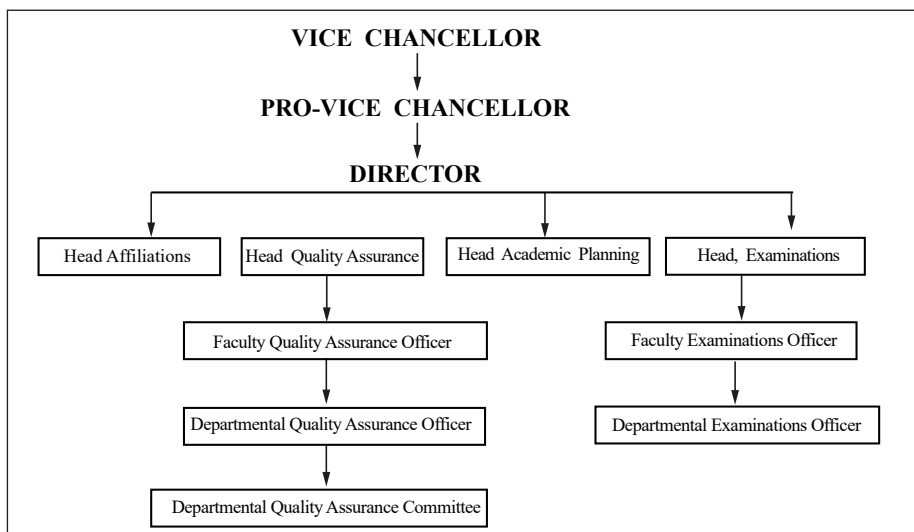 VICE CHANCELLOR
PRO-VICE CHANCELLOR
DIRECTOR
Head Affiliations
Head Quality Assurance
Head Academic Planning
Head, Examinations
Faculty Quality Assurance Officer
Faculty Examinations Officer
Departmental Quality Assurance Officer
Departmental Examinations Officer
Departmental Quality Assurance Committee